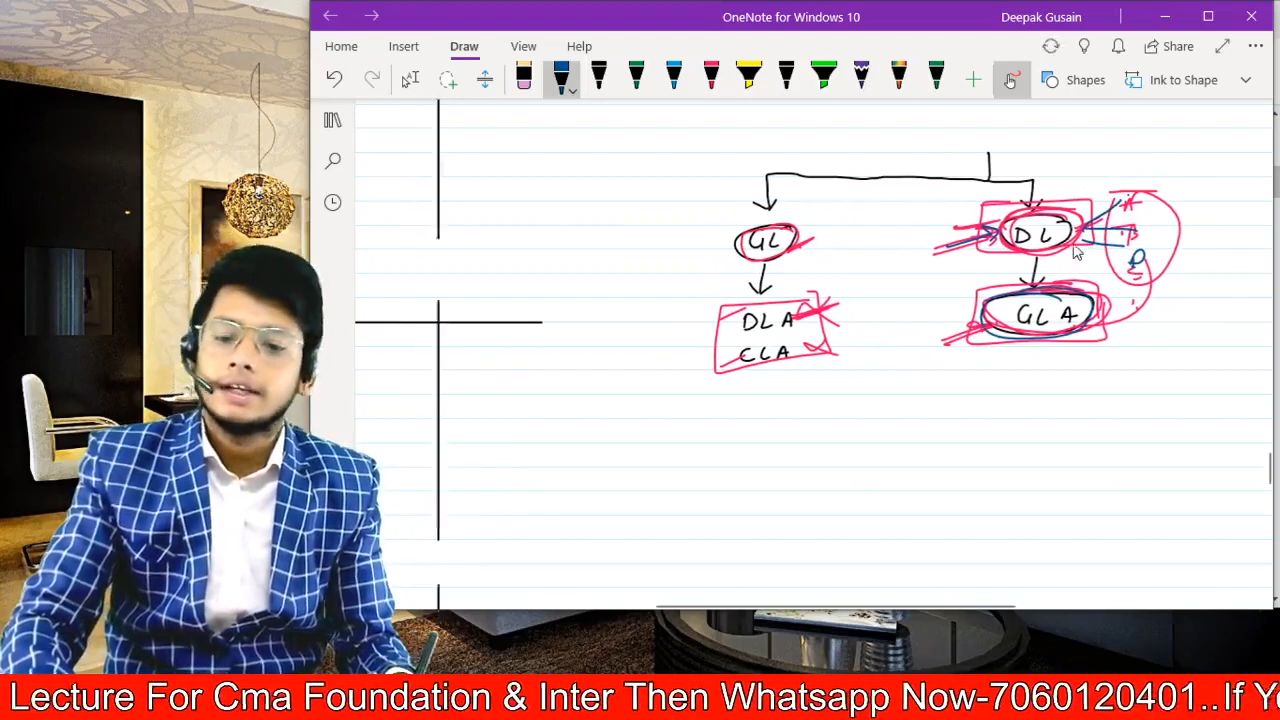 OneNote for Windows 10
Deepak Gusain
Home Insert Draw View Help
Share
Shapes
Ink to Shape
GL
DL
DLA
CLA
GLA
A
B
Lecture For Cma Foundation & Inter Then Whatsapp Now-7060120401..If